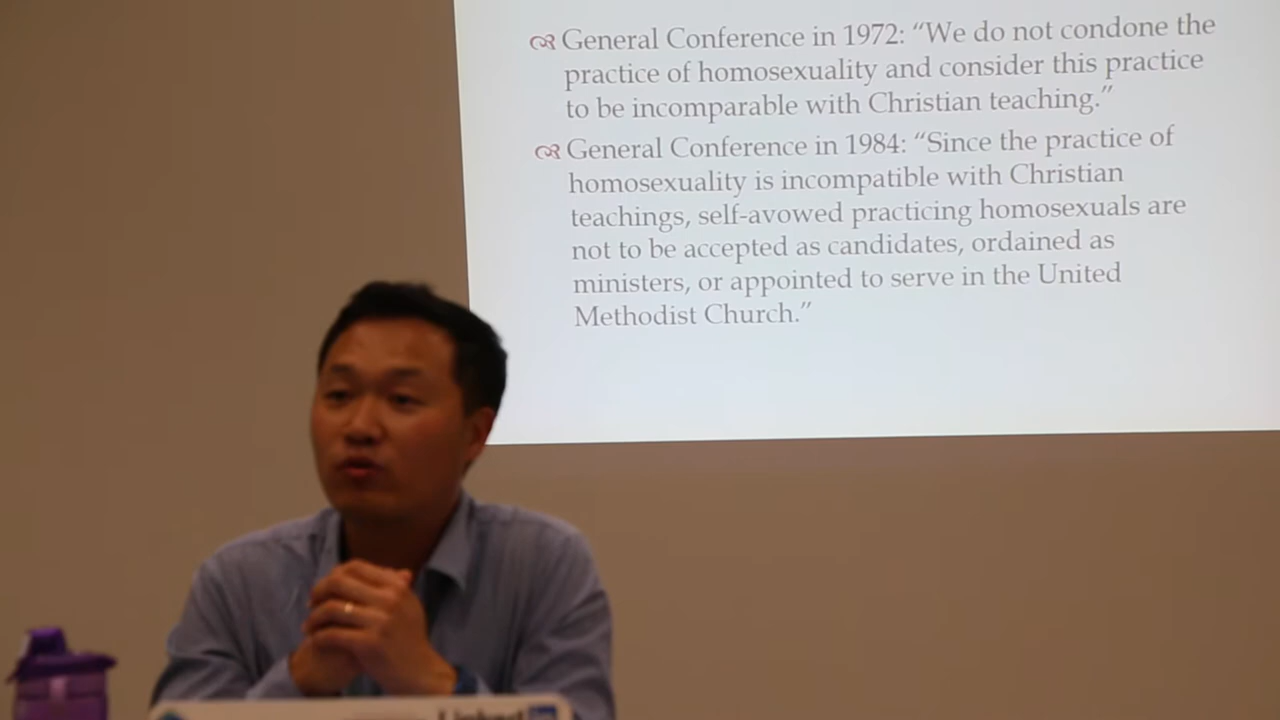 General Conference in 1972: “We do not condone the
practice of homosexuality and consider this practice
to be incomparable with Christian teaching.”
General Conference in 1984: “Since the practice of
homosexuality is incompatible with Christian
teachings, self-avowed practicing homosexuals are
not to be accepted as candidates, ordained as
ministers, or appointed to serve in the United
Methodist Church.”